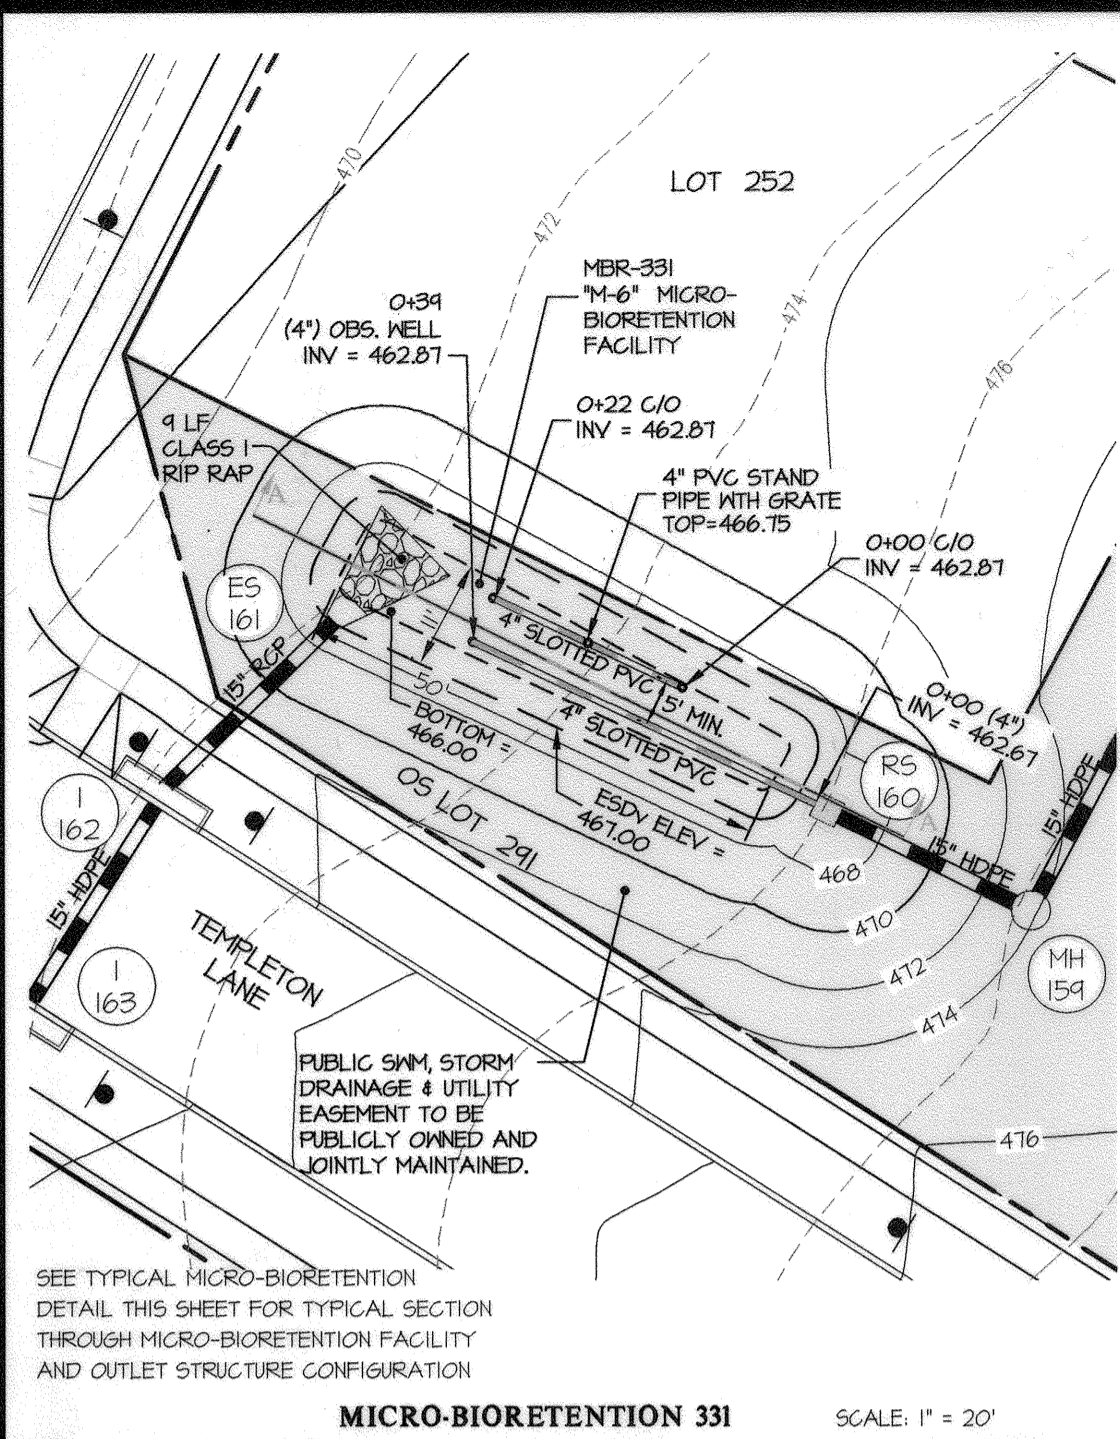 470
472
LOT 252
474
476
MBR-331
"M-6" MICRO-
BIORETENTION
FACILITY
0+39
(4") OBS. WELL
INV = 462.87
0+22 C/O
INV = 462.87
9 LF
CLASS I
RIP RAP
4" PVC STAND
PIPE WTH GRATE
TOP=466.75
0+00 C/O
INV = 462.87
A
ES
161
15" RCP
11'
4" SLOTTED PVC
5' MIN.
50'
4" SLOTTED PVC
BOTTOM =
466.00
0+00 (4")
INV = 462.67
RS
160
A
15" HDPE
15" HDPE
ESDv ELEV =
467.00
OS LOT 291
468
470
472
474
476
MH
159
I
162
15" HDPE
I
163
TEMPLETON
LANE
PUBLIC SWM, STORM
DRAINAGE & UTILITY
EASEMENT TO BE
PUBLICLY OWNED AND
JOINTLY MAINTAINED.
SEE TYPICAL MICRO-BIORETENTION
DETAIL THIS SHEET FOR TYPICAL SECTION
THROUGH MICRO-BIORETENTION FACILITY
AND OUTLET STRUCTURE CONFIGURATION
MICRO-BIORETENTION 331
SCALE: 1" = 20'